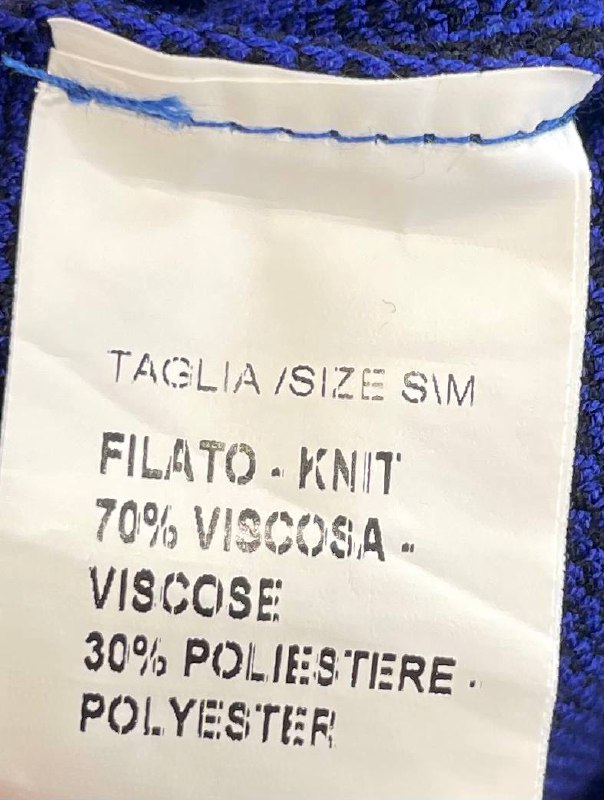 TAGLIA /SIZE S\M
FILATO - KNIT
70% VISCOSA -
VISCOSE
30% POLIESTERE -
POLYESTER